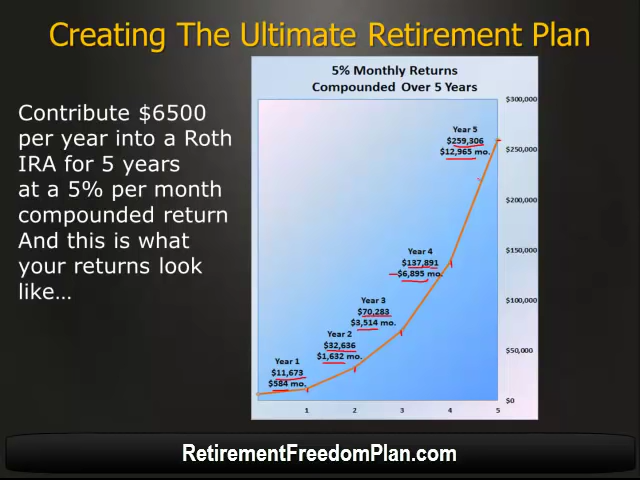 Creating The Ultimate Retirement Plan
Contribute $6500
per year into a Roth
IRA for 5 years
at a 5% per month
compounded return
And this is what
your returns look
like…
5% Monthly Returns
Compounded Over 5 Years
$300,000
$250,000
$200,000
$150,000
$100,000
$50,000
$0
Year 5
$259,306
$12,965 mo.
Year 4
$137,891
$6,895 mo.
Year 3
$70,283
$3,514 mo.
Year 2
$32,636
$1,632 mo.
Year 1
$11,673
$584 mo.
1 2 3 4 5
RetirementFreedomPlan.com